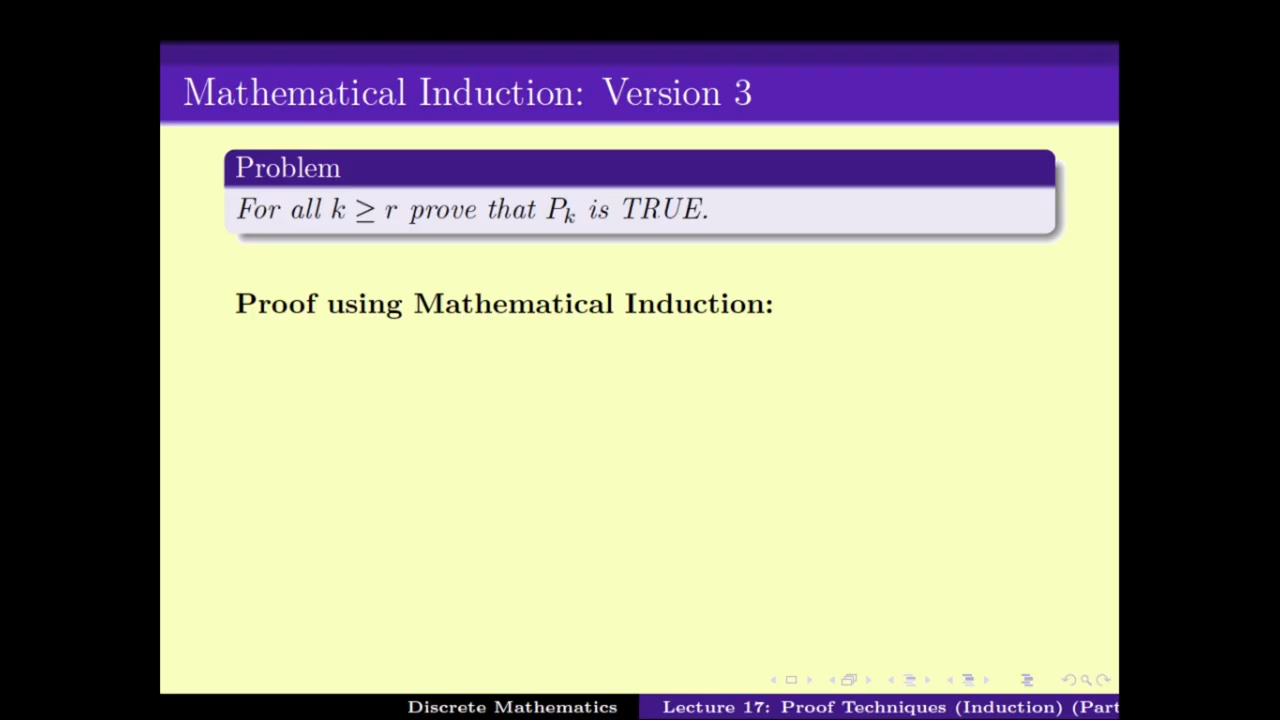 Mathematical Induction: Version 3
Problem
For all k ≥ r prove that P_k is TRUE.
Proof using Mathematical Induction:
Discrete Mathematics
Lecture 17: Proof Techniques (Induction) (Part